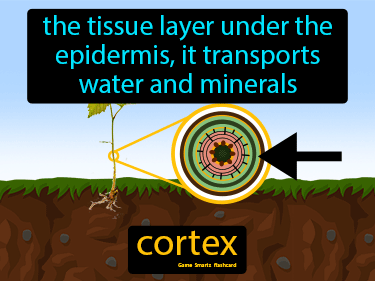 the tissue layer under the
epidermis, it transports
water and minerals
cortex
Game Smartz flashcard